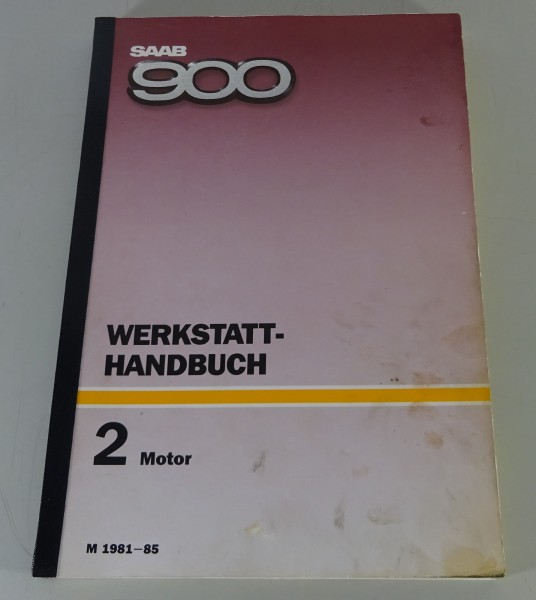 SAAB
900
WERKSTATT-
HANDBUCH
2 Motor
M 1981–85